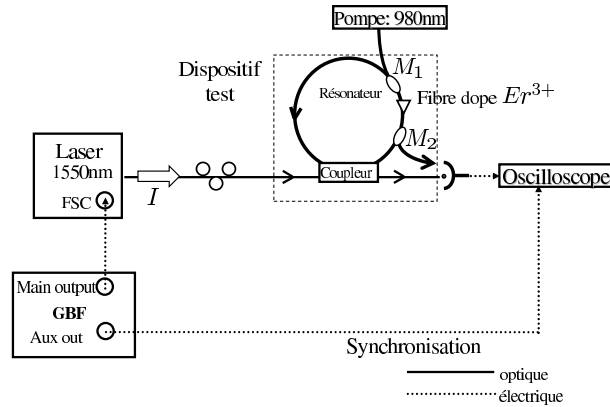 Pompe: 980nm
Dispositif
test
M1
Résonateur
Fibre dope Er3+
M2
Laser
1550nm
FSC
I
Coupleur
Oscilloscope
Main output
GBF
Aux out
Synchronisation
optique
électrique